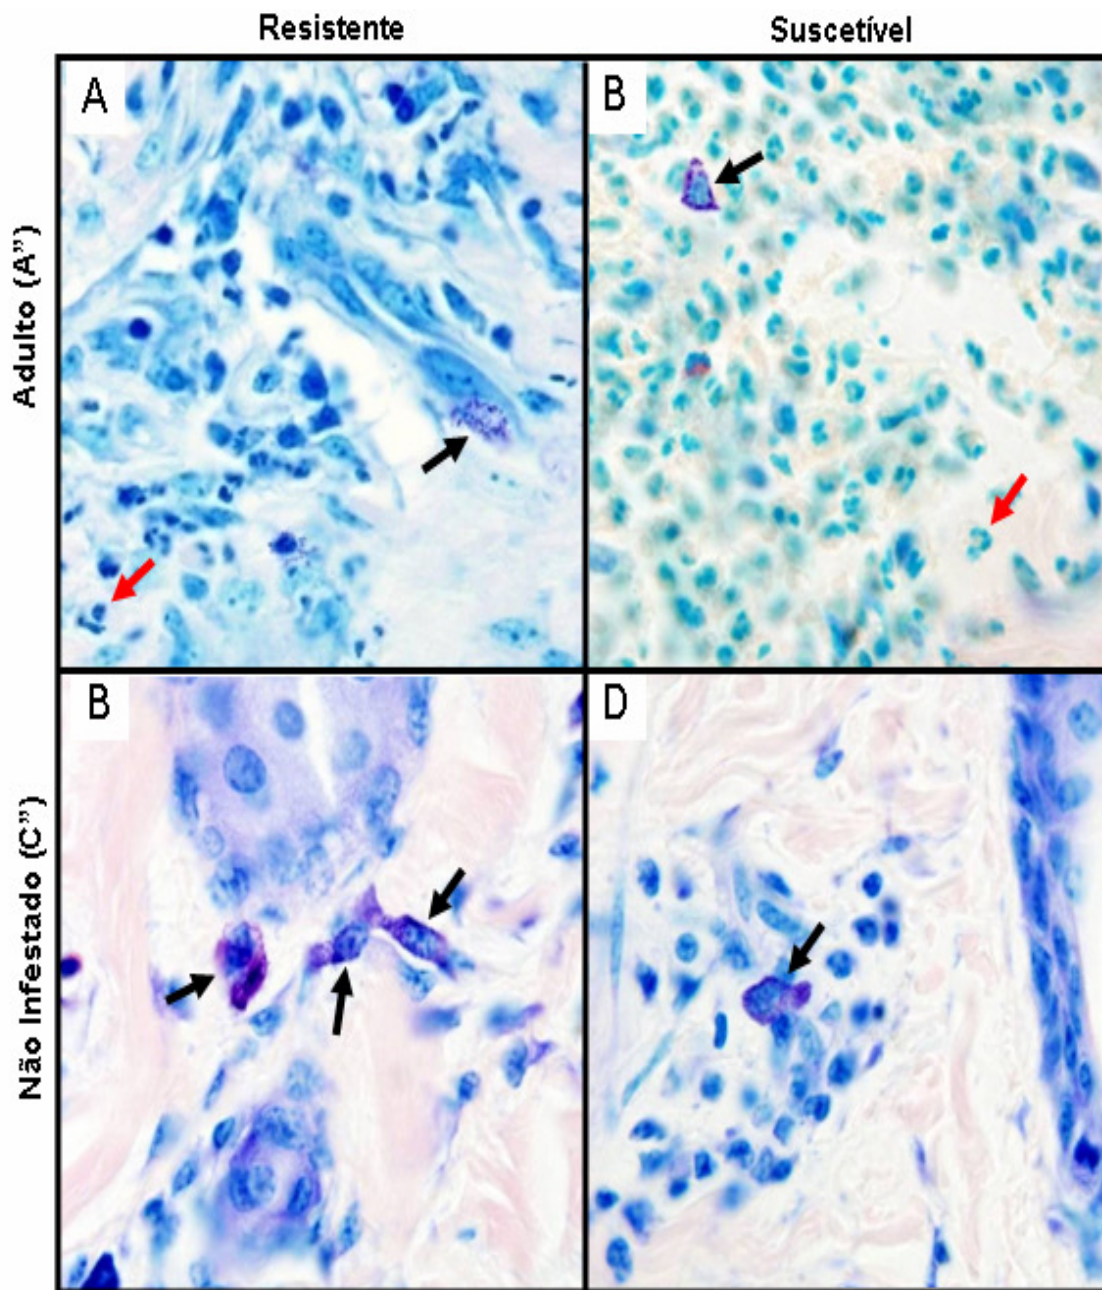 Resistente
Suscetível
Adulto (A”)
A
B
Não Infestado (C”)
B
D